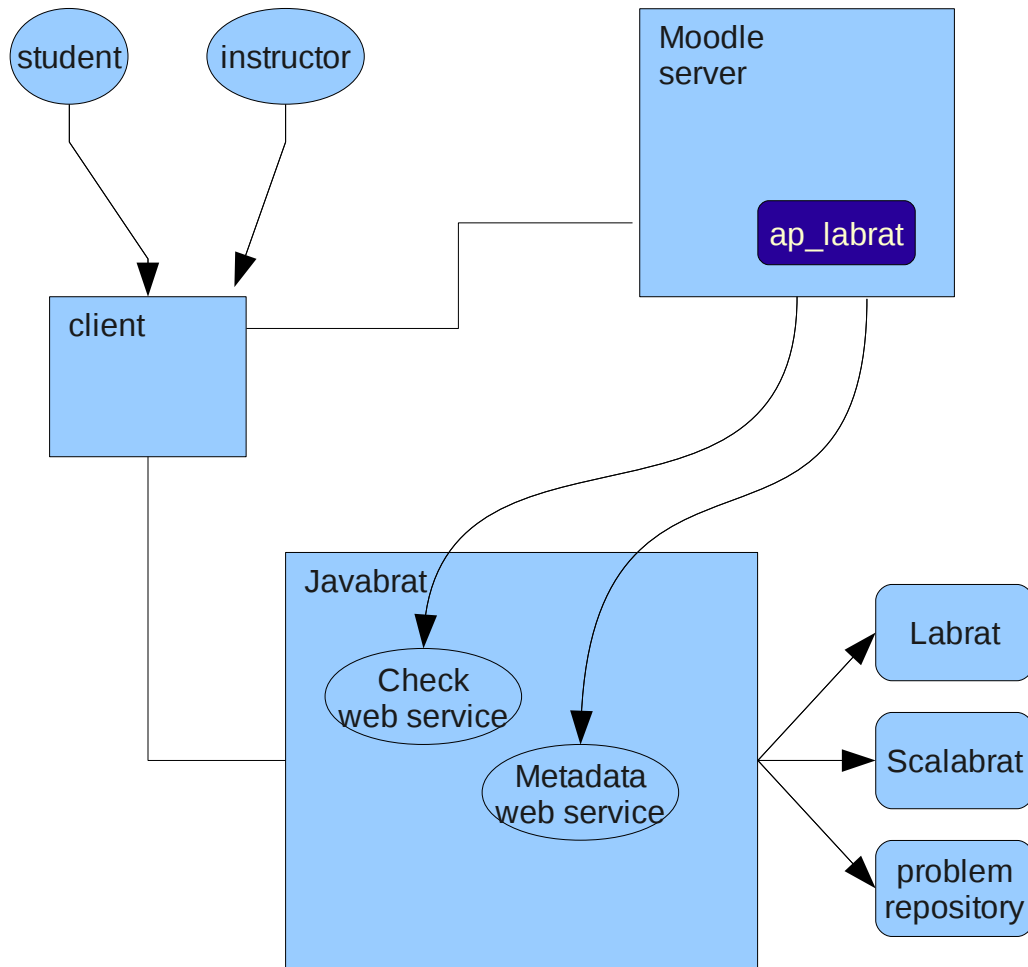 student
instructor
Moodle
server
ap_labrat
client
Javabrat
Check
web service
Metadata
web service
Labrat
Scalabrat
problem
repository